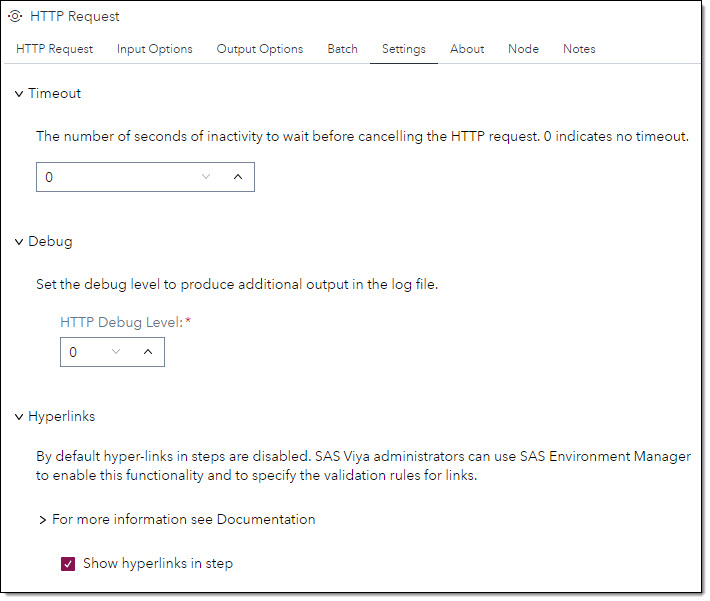 HTTP Request
HTTP Request Input Options Output Options Batch Settings About Node Notes
Timeout
The number of seconds of inactivity to wait before cancelling the HTTP request. 0 indicates no timeout.
0
Debug
Set the debug level to produce additional output in the log file.
HTTP Debug Level:*
0
Hyperlinks
By default hyper-links in steps are disabled. SAS Viya administrators can use SAS Environment Manager
to enable this functionality and to specify the validation rules for links.
For more information see Documentation
Show hyperlinks in step